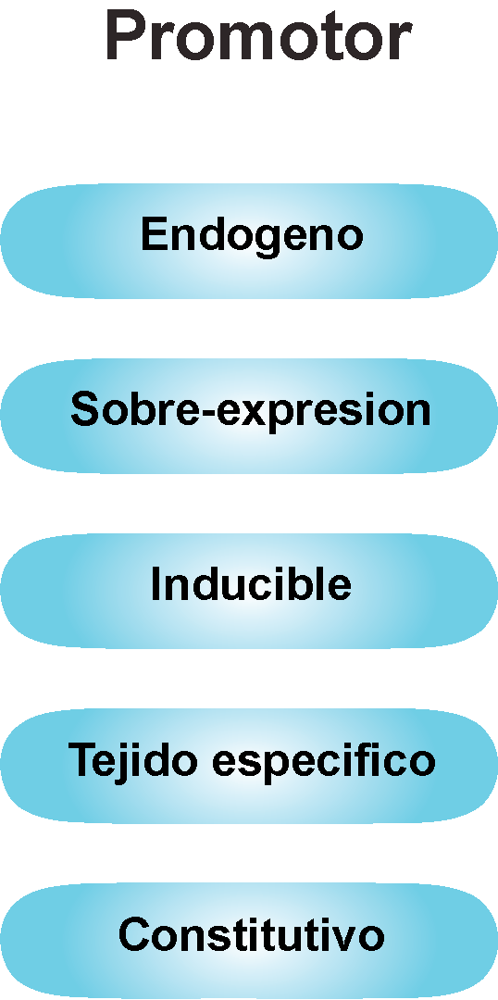 Promotor
Endogeno
Sobre-expresion
Inducible
Tejido especifico
Constitutivo